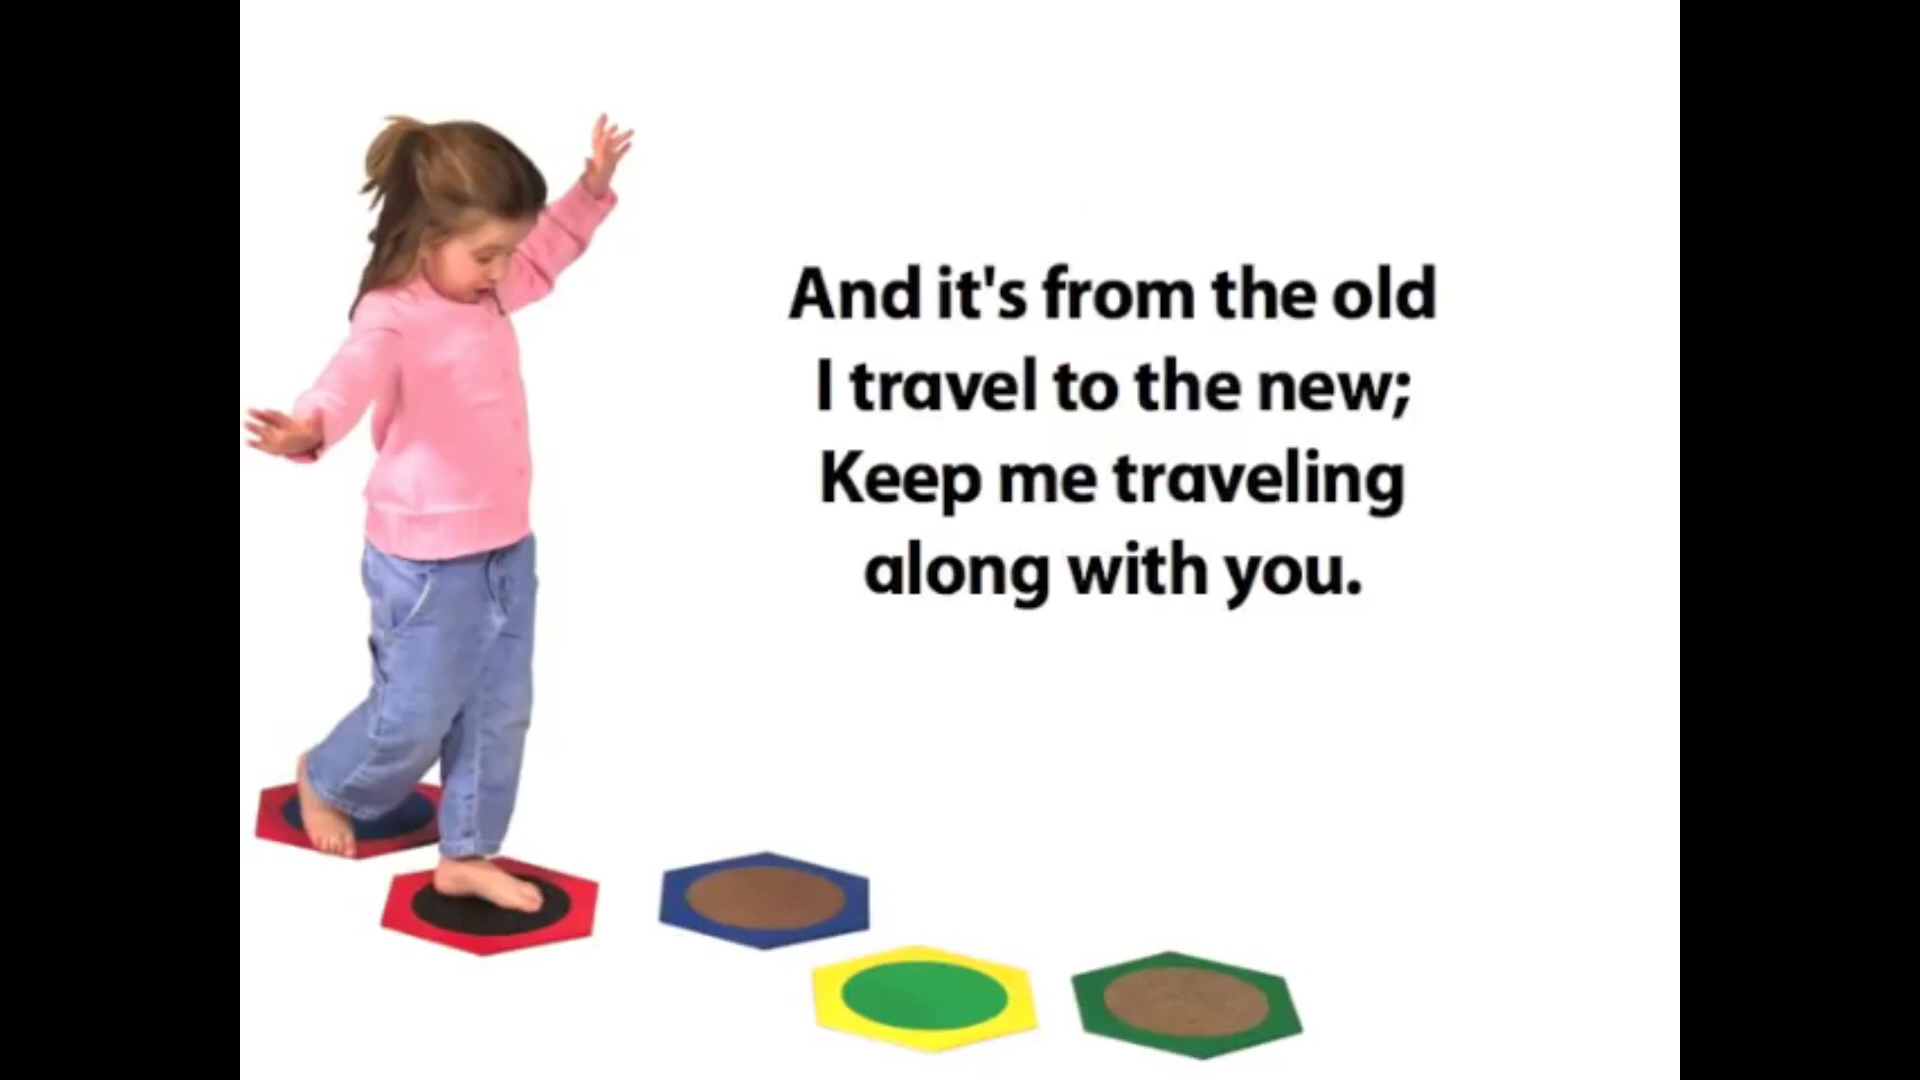 And it's from the old
I travel to the new;
Keep me traveling
along with you.